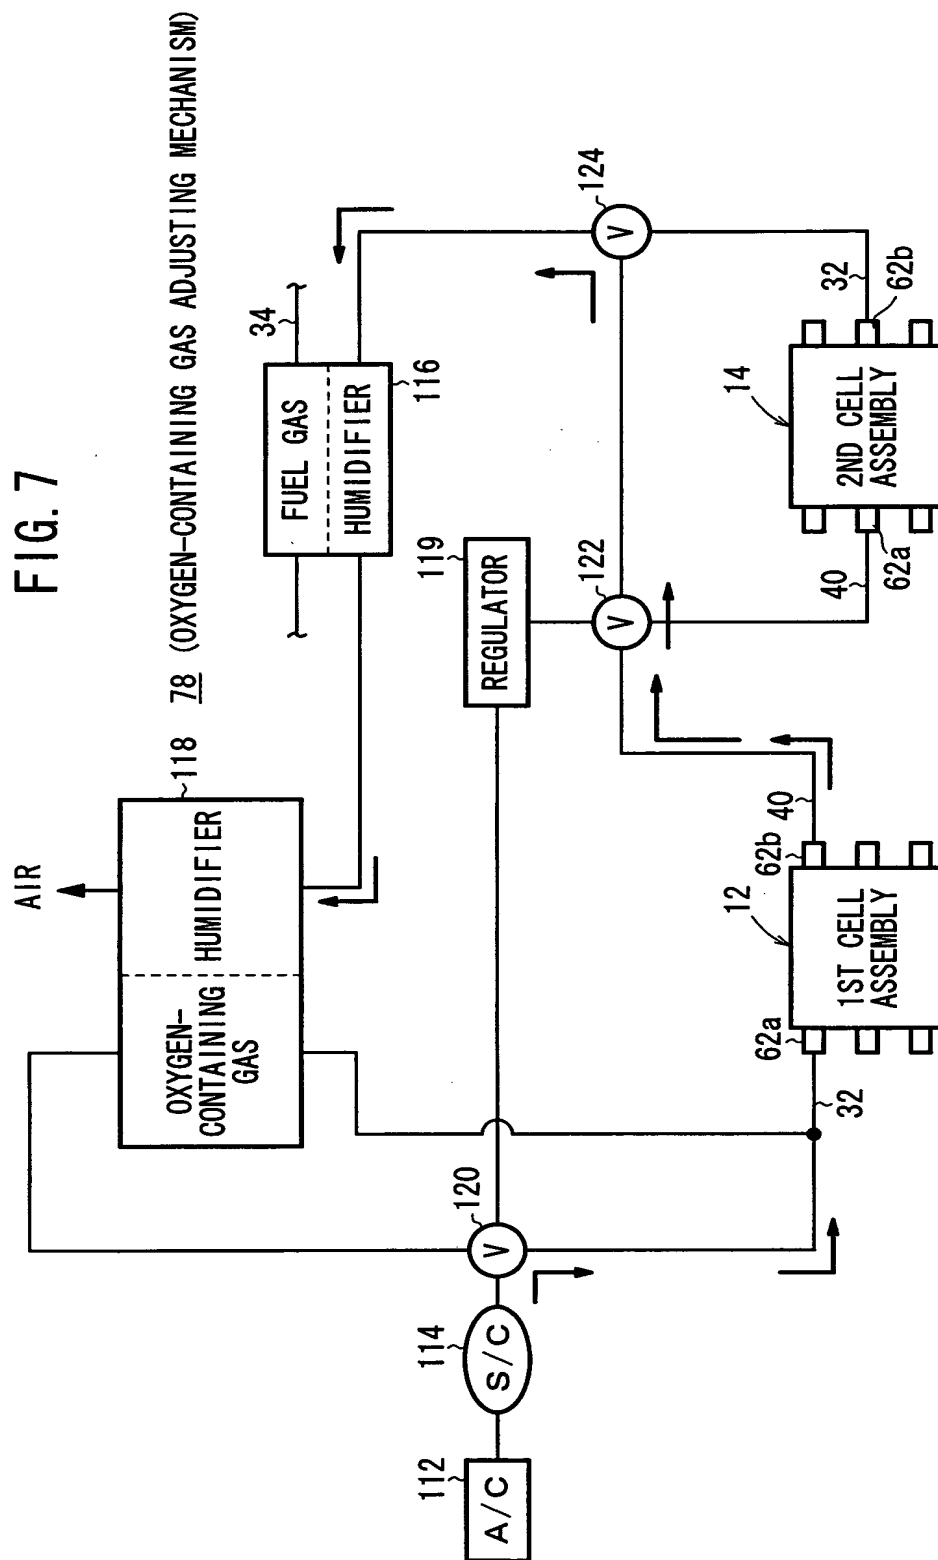 FIG. 7
78 (OXYGEN-CONTAINING GAS ADJUSTING MECHANISM)
AIR
118
OXYGEN-
CONTAINING
GAS
HUMIDIFIER
34
FUEL GAS
HUMIDIFIER
116
112
A/C
114
S/C
120
V
119
REGULATOR
122
V
124
V
32
62a
12
1ST CELL
ASSEMBLY
62b
40
40
62a
14
2ND CELL
ASSEMBLY
32
62b